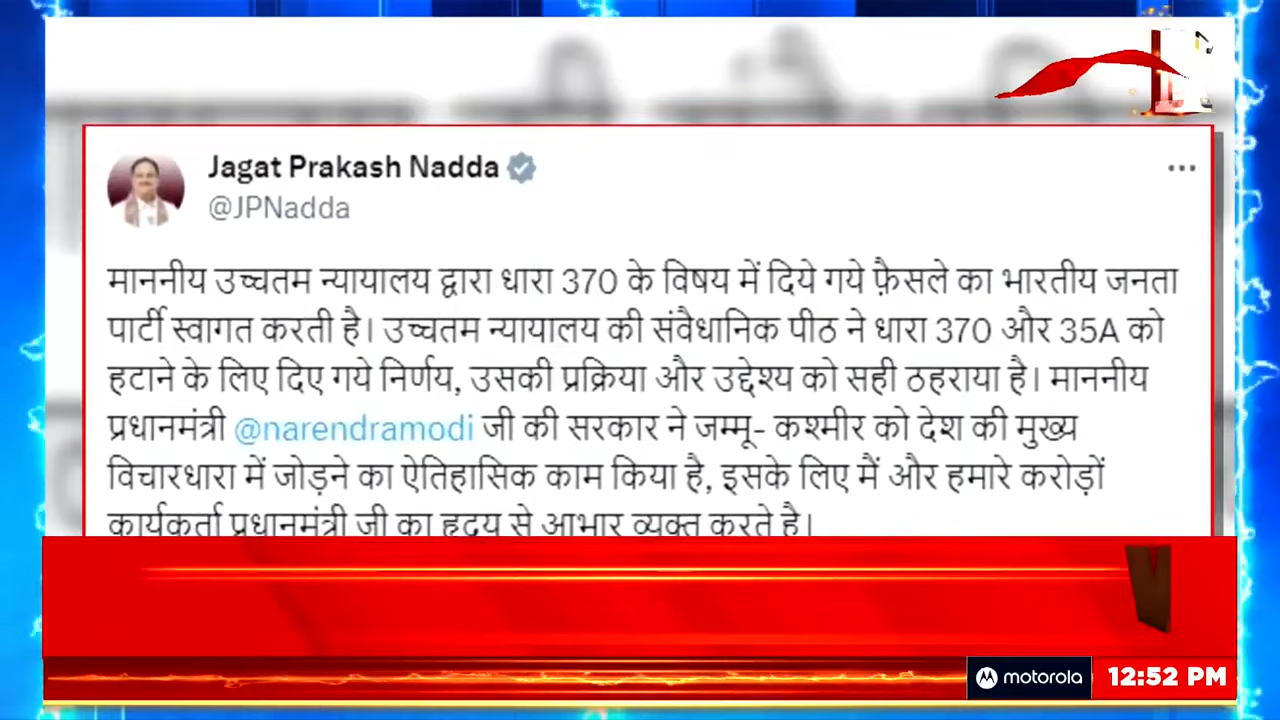 Jagat Prakash Nadda
@JPNadda
माननीय उच्चतम न्यायालय द्वारा धारा 370 के विषय में दिये गये फ़ैसले का भारतीय जनता
पार्टी स्वागत करती है। उच्चतम न्यायालय की संवैधानिक पीठ ने धारा 370 और 35A को
हटाने के लिए दिए गये निर्णय, उसकी प्रक्रिया और उद्देश्य को सही ठहराया है। माननीय
प्रधानमंत्री @narendramodi जी की सरकार ने जम्मू- कश्मीर को देश की मुख्य
विचारधारा में जोड़ने का ऐतिहासिक काम किया है, इसके लिए मैं और हमारे करोड़ों
कार्यकर्ता प्रधानमंत्री जी का हृदय से आभार व्यक्त करते है।
motorola
12:52 PM